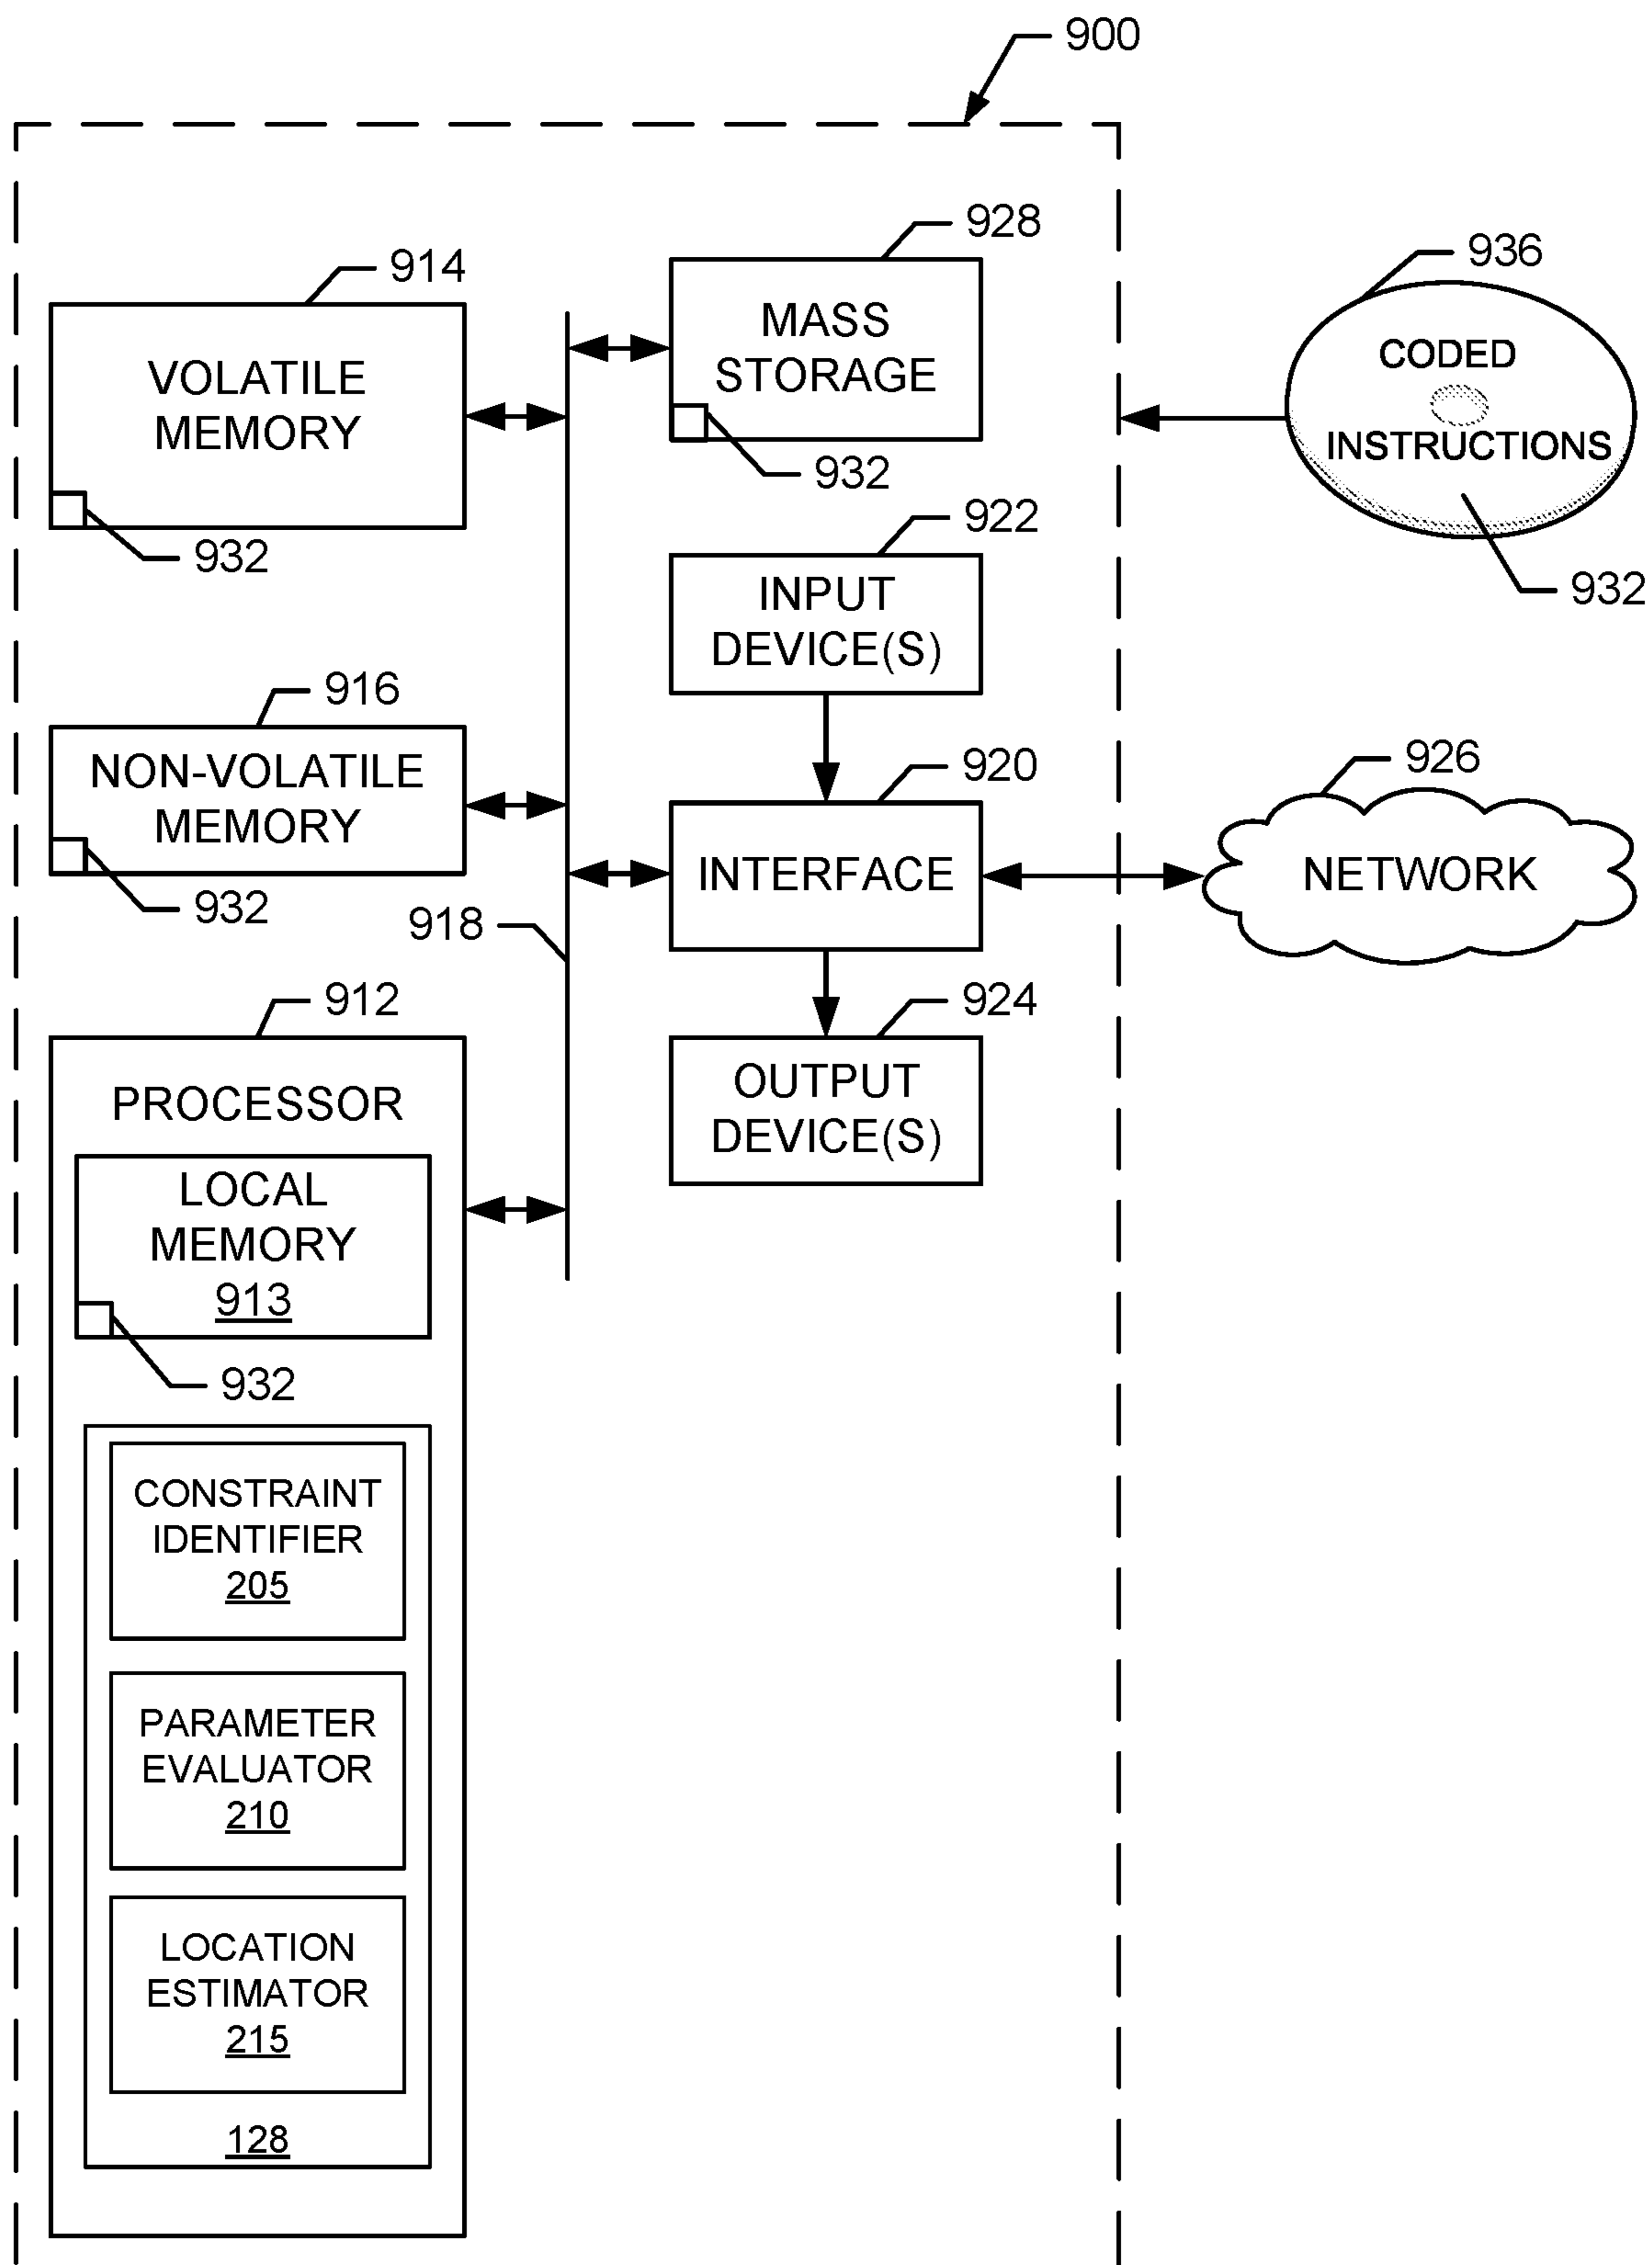 900
928
MASS
STORAGE
932
914
VOLATILE
MEMORY
932
936
CODED
INSTRUCTIONS
932
922
INPUT
DEVICE(S)
916
NON-VOLATILE
MEMORY
932
920
INTERFACE
926
NETWORK
918
924
OUTPUT
DEVICE(S)
912
PROCESSOR
LOCAL
MEMORY
913
932
CONSTRAINT
IDENTIFIER
205
PARAMETER
EVALUATOR
210
LOCATION
ESTIMATOR
215
128